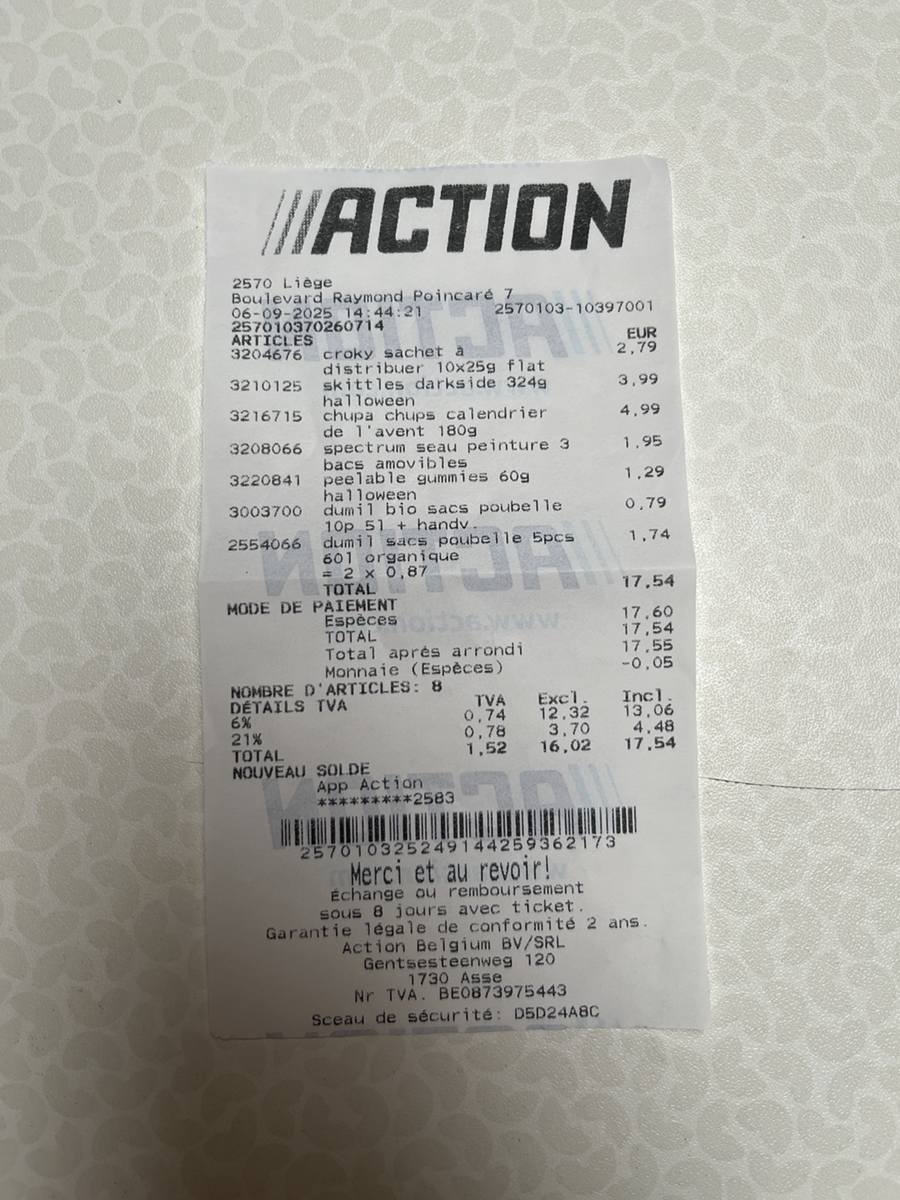 ACTION
2570 Liège
Boulevard Raymond Poincaré 7
06-09-2025 14:44:21 2570103-10397001
257010370260714
ARTICLES EUR
3204676 croky sachet à 2,79
distribuer 10x25g flat
3210125 skittles darkside 324g 3,99
halloween
3216715 chupa chups calendrier 4,99
de l'avent 180g
3208066 spectrum seau peinture 3 1,95
bacs amovibles
3220841 peelable gummies 60g 1,29
halloween
3003700 dumil bio sacs poubelle 0,79
10p 5l + handv.
2554066 dumil sacs poubelle 5pcs 1,74
60l organique
= 2 x 0,87
TOTAL 17,54
MODE DE PAIEMENT
Espèces 17,60
TOTAL 17,54
Total après arrondi 17,55
Monnaie (Espèces) -0,05
NOMBRE D'ARTICLES: 8
DÉTAILS TVA TVA Excl. Incl.
6% 0,74 12,32 13,06
21% 0,78 3,70 4,48
TOTAL 1,52 16,02 17,54
NOUVEAU SOLDE
App Action
*********2583
2570103252491442593 62173
Merci et au revoir!
Échange ou remboursement
sous 8 jours avec ticket.
Garantie légale de conformité 2 ans.
Action Belgium BV/SRL
Gentsesteenweg 120
1730 Asse
Nr TVA. BE0873975443
Sceau de sécurité: D5D24A8C